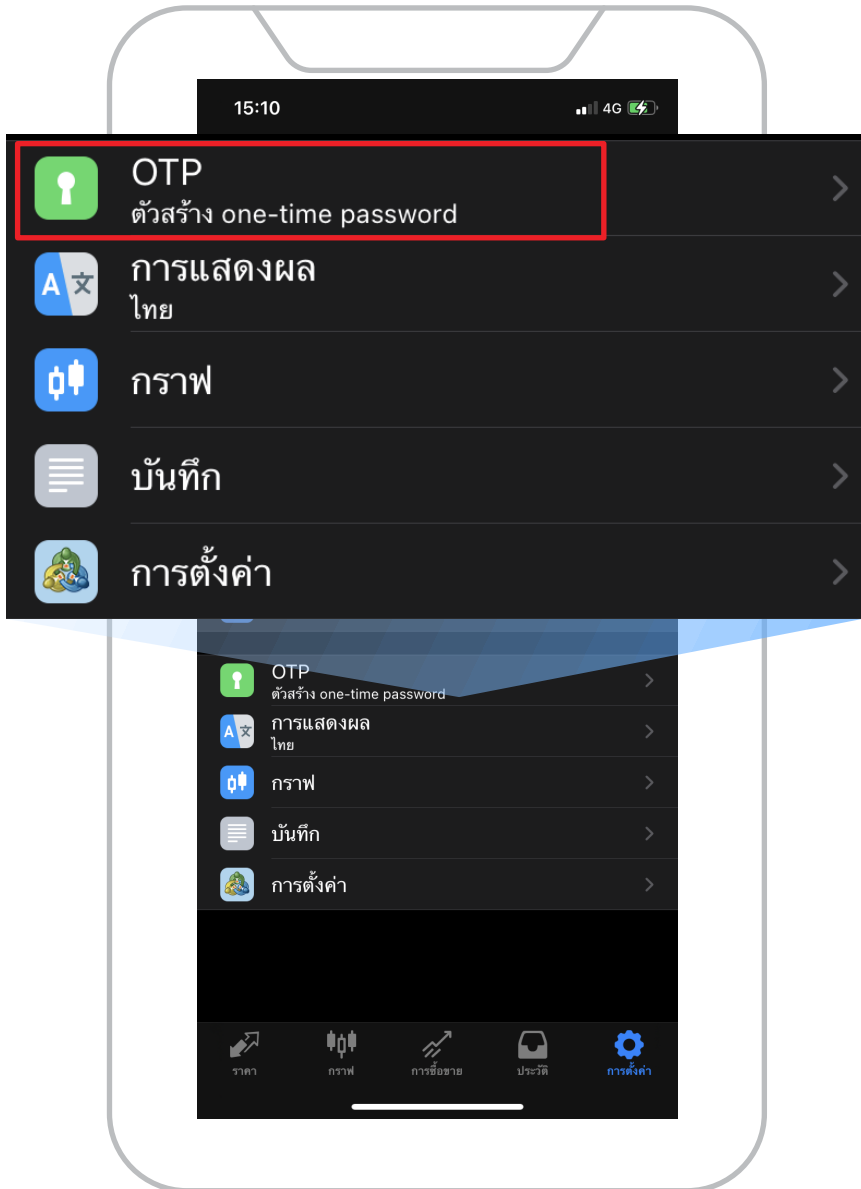 15:10
4G
OTP
ตัวสร้าง one-time password
การแสดงผล
ไทย
กราฟ
บันทึก
การตั้งค่า
OTP
ตัวสร้าง one-time password
การแสดงผล
ไทย
กราฟ
บันทึก
การตั้งค่า
ราคา
กราฟ
การซื้อขาย
ประวัติ
การตั้งค่า